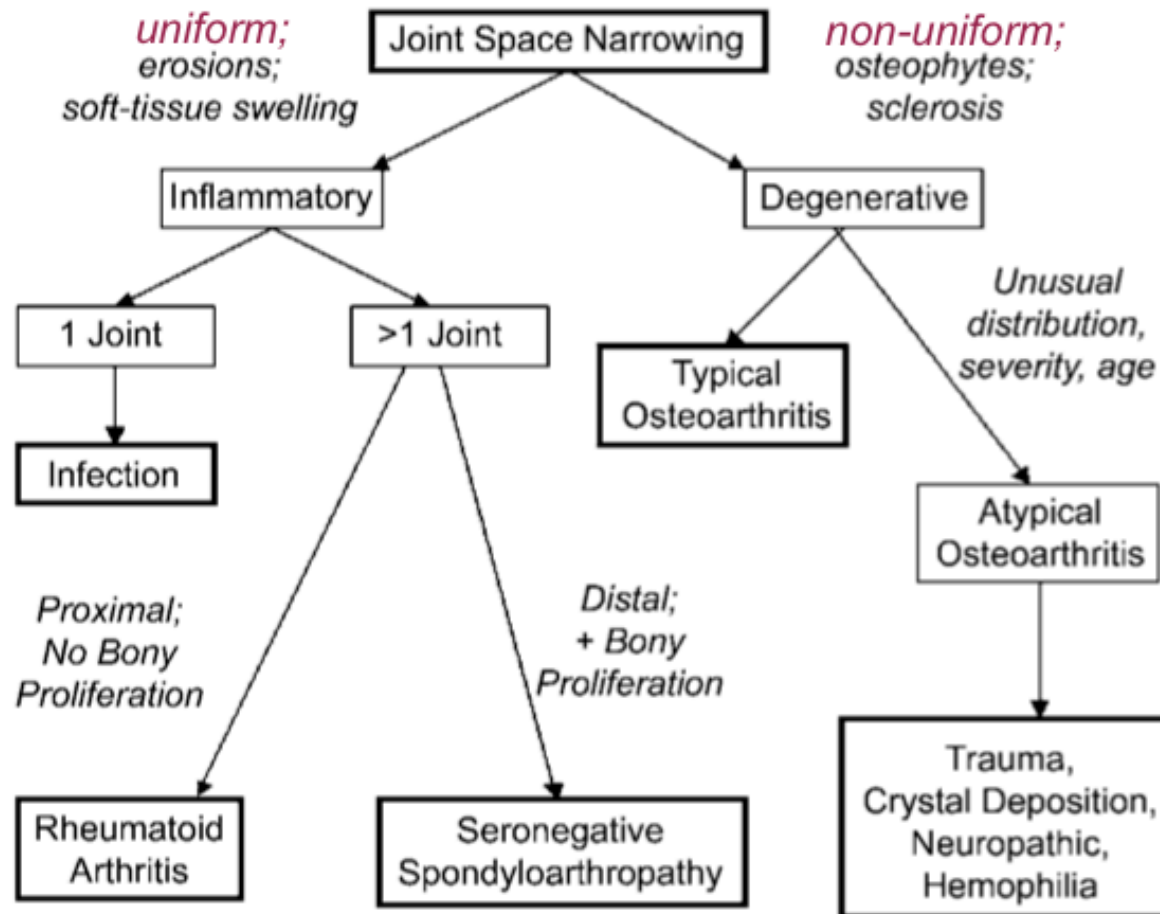 uniform;
erosions;
soft-tissue swelling
Joint Space Narrowing
non-uniform;
osteophytes;
sclerosis
Inflammatory
Degenerative
1 Joint
>1 Joint
Typical
Osteoarthritis
Unusual
distribution,
severity, age
Infection
Atypical
Osteoarthritis
Proximal;
No Bony
Proliferation
Distal;
+ Bony
Proliferation
Rheumatoid
Arthritis
Seronegative
Spondyloarthropathy
Trauma,
Crystal Deposition,
Neuropathic,
Hemophilia